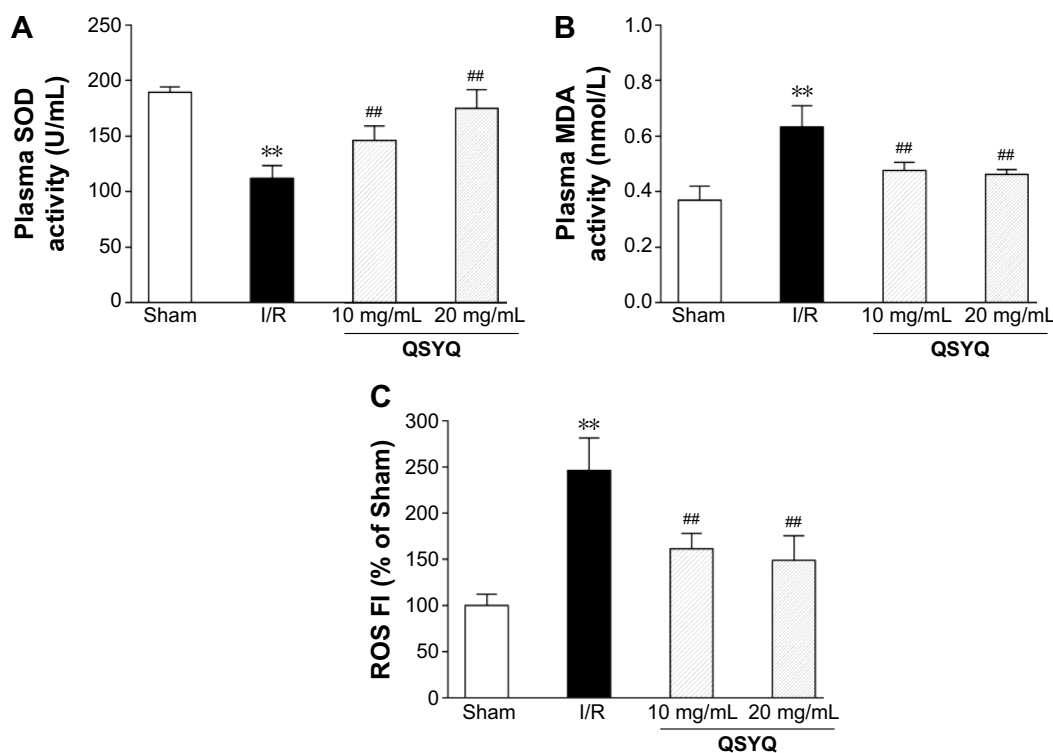 A
Plasma SOD
activity (U/mL)
250
200
150
100
50
0
**
##
##
Sham I/R 10 mg/mL 20 mg/mL
QSYQ
B
Plasma MDA
activity (nmol/L)
1.0
0.8
0.6
0.4
0.2
0.0
**
##
##
Sham I/R 10 mg/mL 20 mg/mL
QSYQ
C
ROS FI (% of Sham)
300
250
200
150
100
50
0
**
##
##
Sham I/R 10 mg/mL 20 mg/mL
QSYQ